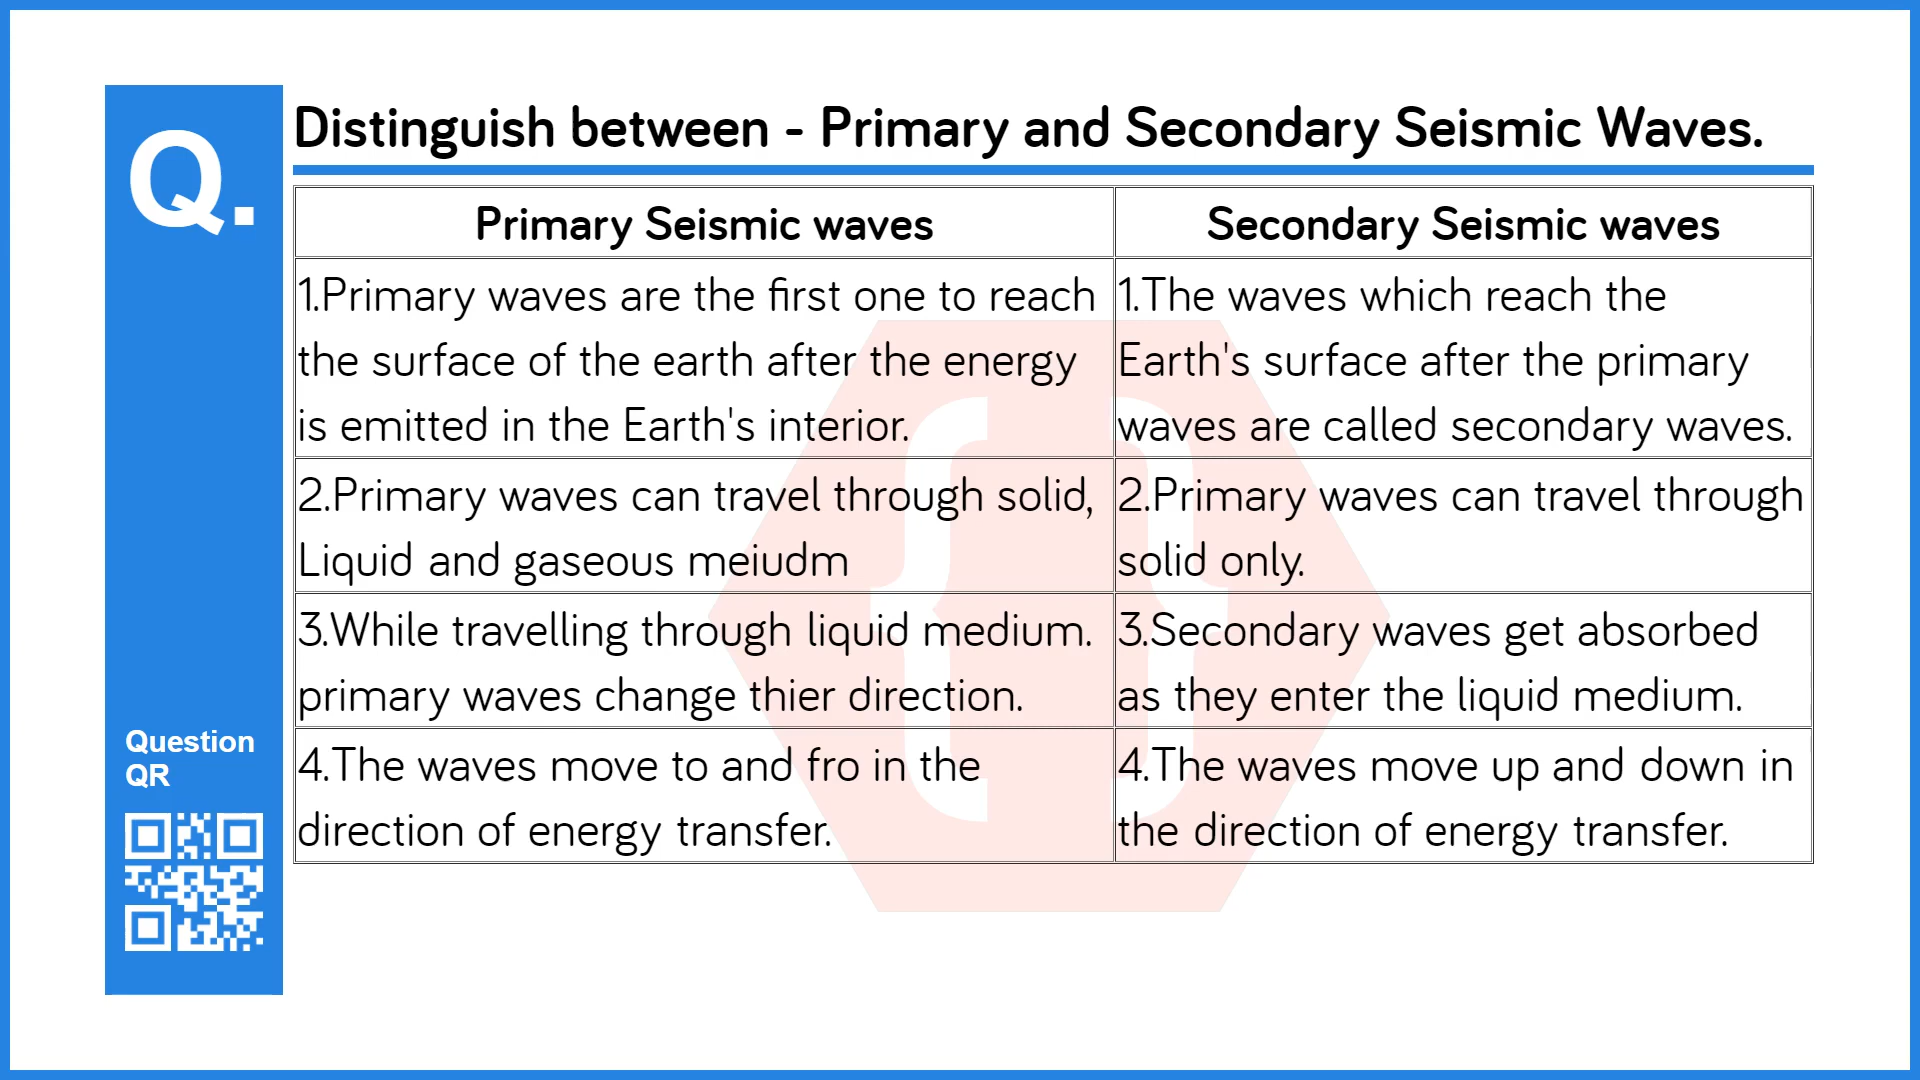 Q.
Distinguish between - Primary and Secondary Seismic Waves.
Primary Seismic waves
Secondary Seismic waves
1.Primary waves are the first one to reach
the surface of the earth after the energy
is emitted in the Earth's interior.
1.The waves which reach the
Earth's surface after the primary
waves are called secondary waves.
2.Primary waves can travel through solid,
Liquid and gaseous meiudm
2.Primary waves can travel through
solid only.
3.While travelling through liquid medium.
primary waves change thier direction.
3.Secondary waves get absorbed
as they enter the liquid medium.
4.The waves move to and fro in the
direction of energy transfer.
4.The waves move up and down in
the direction of energy transfer.
Question
QR